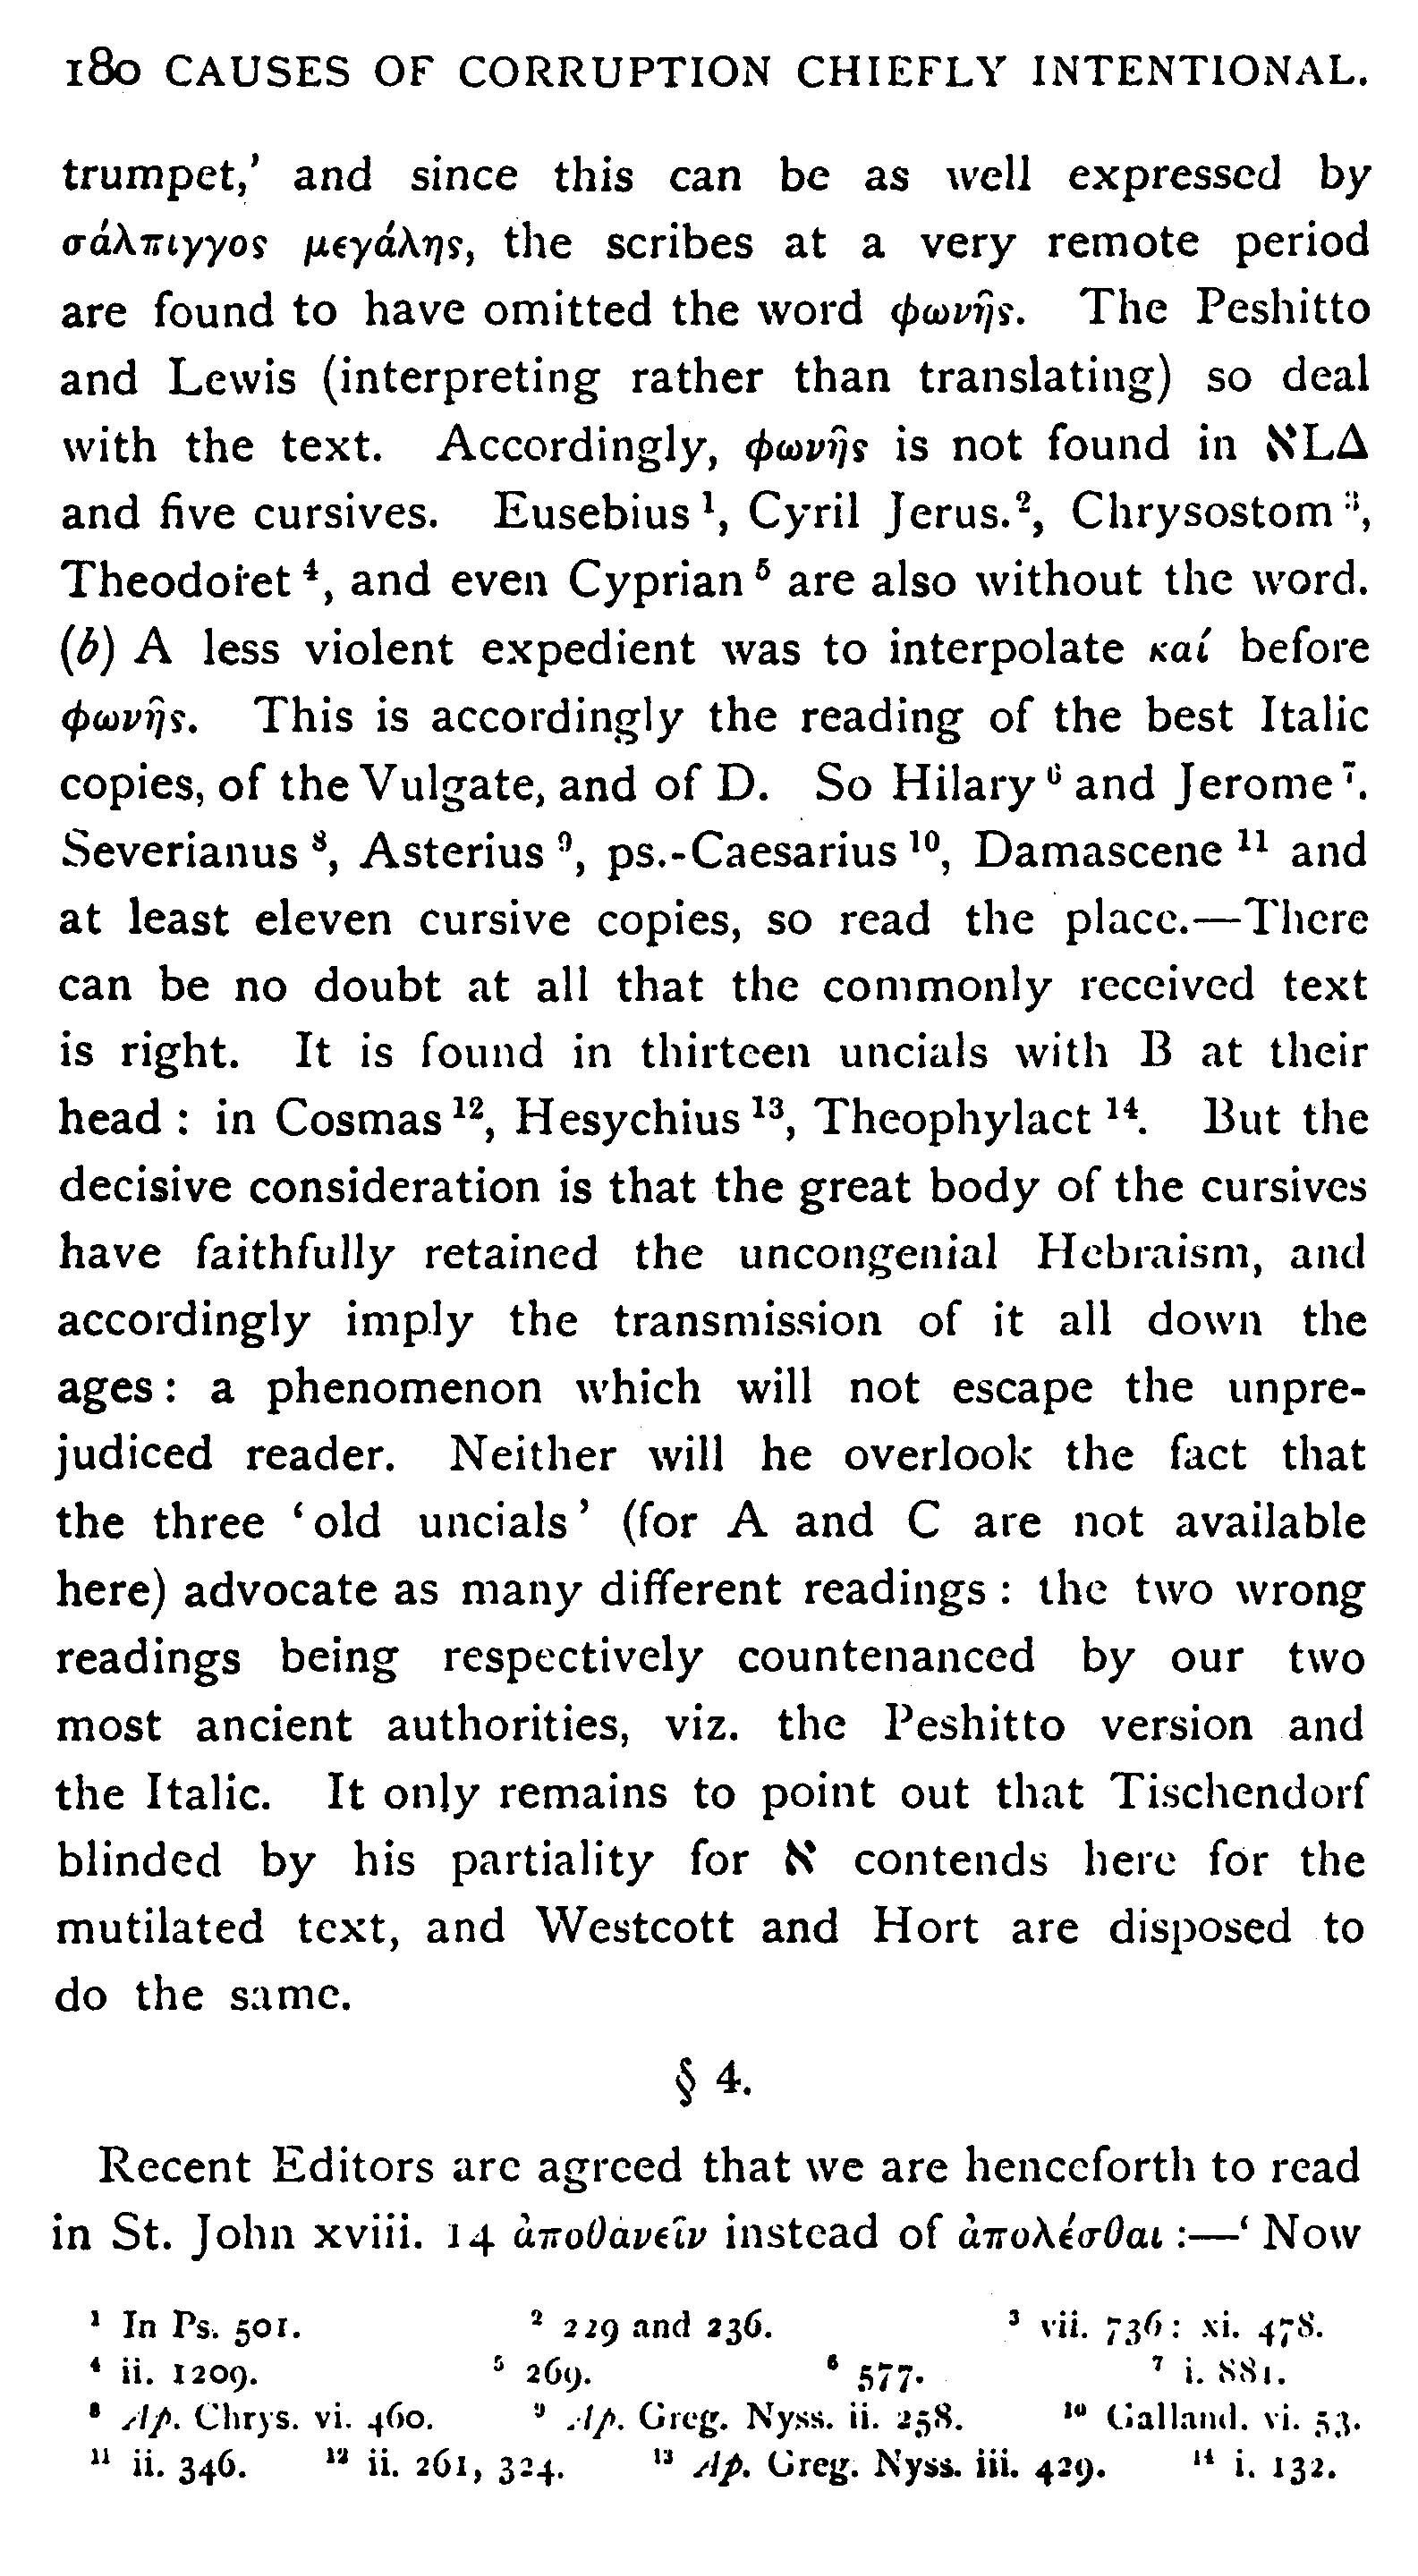 180 CAUSES OF CORRUPTION CHIEFLY INTENTIONAL.
trumpet,’ and since this can be as well expressed by
σάλπιγγος μεγάλης, the scribes at a very remote period
are found to have omitted the word φωνῆς. The Peshitto
and Lewis (interpreting rather than translating) so deal
with the text. Accordingly, φωνῆς is not found in אLΔ
and five cursives. Eusebius ¹, Cyril Jerus.², Chrysostom ³,
Theodoret ⁴, and even Cyprian ⁵ are also without the word.
(b) A less violent expedient was to interpolate καί before
φωνῆς. This is accordingly the reading of the best Italic
copies, of the Vulgate, and of D. So Hilary ⁶ and Jerome ⁷.
Severianus ⁸, Asterius ⁹, ps.-Caesarius ¹⁰, Damascene ¹¹ and
at least eleven cursive copies, so read the place.—There
can be no doubt at all that the commonly received text
is right. It is found in thirteen uncials with B at their
head : in Cosmas ¹², Hesychius ¹³, Theophylact ¹⁴. But the
decisive consideration is that the great body of the cursives
have faithfully retained the uncongenial Hebraism, and
accordingly imply the transmission of it all down the
ages : a phenomenon which will not escape the unpre-
judiced reader. Neither will he overlook the fact that
the three ‘ old uncials ’ (for A and C are not available
here) advocate as many different readings : the two wrong
readings being respectively countenanced by our two
most ancient authorities, viz. the Peshitto version and
the Italic. It only remains to point out that Tischendorf
blinded by his partiality for א contends here for the
mutilated text, and Westcott and Hort are disposed to
do the same.
§ 4.
Recent Editors are agreed that we are henceforth to read
in St. John xviii. 14 ἀποθανεῖν instead of ἀπολέσθαι :—‘ Now
¹ In Ps. 501. ² 229 and 236. ³ vii. 736 : xi. 478.
⁴ ii. 1209. ⁵ 269. ⁶ 577. ⁷ i. 881.
⁸ Ap. Chrys. vi. 460. ⁹ Ap. Greg. Nyss. ii. 258. ¹⁰ Galland. vi. 53.
¹¹ ii. 346. ¹² ii. 261, 324. ¹³ Ap. Greg. Nyss. iii. 429. ¹⁴ i. 132.